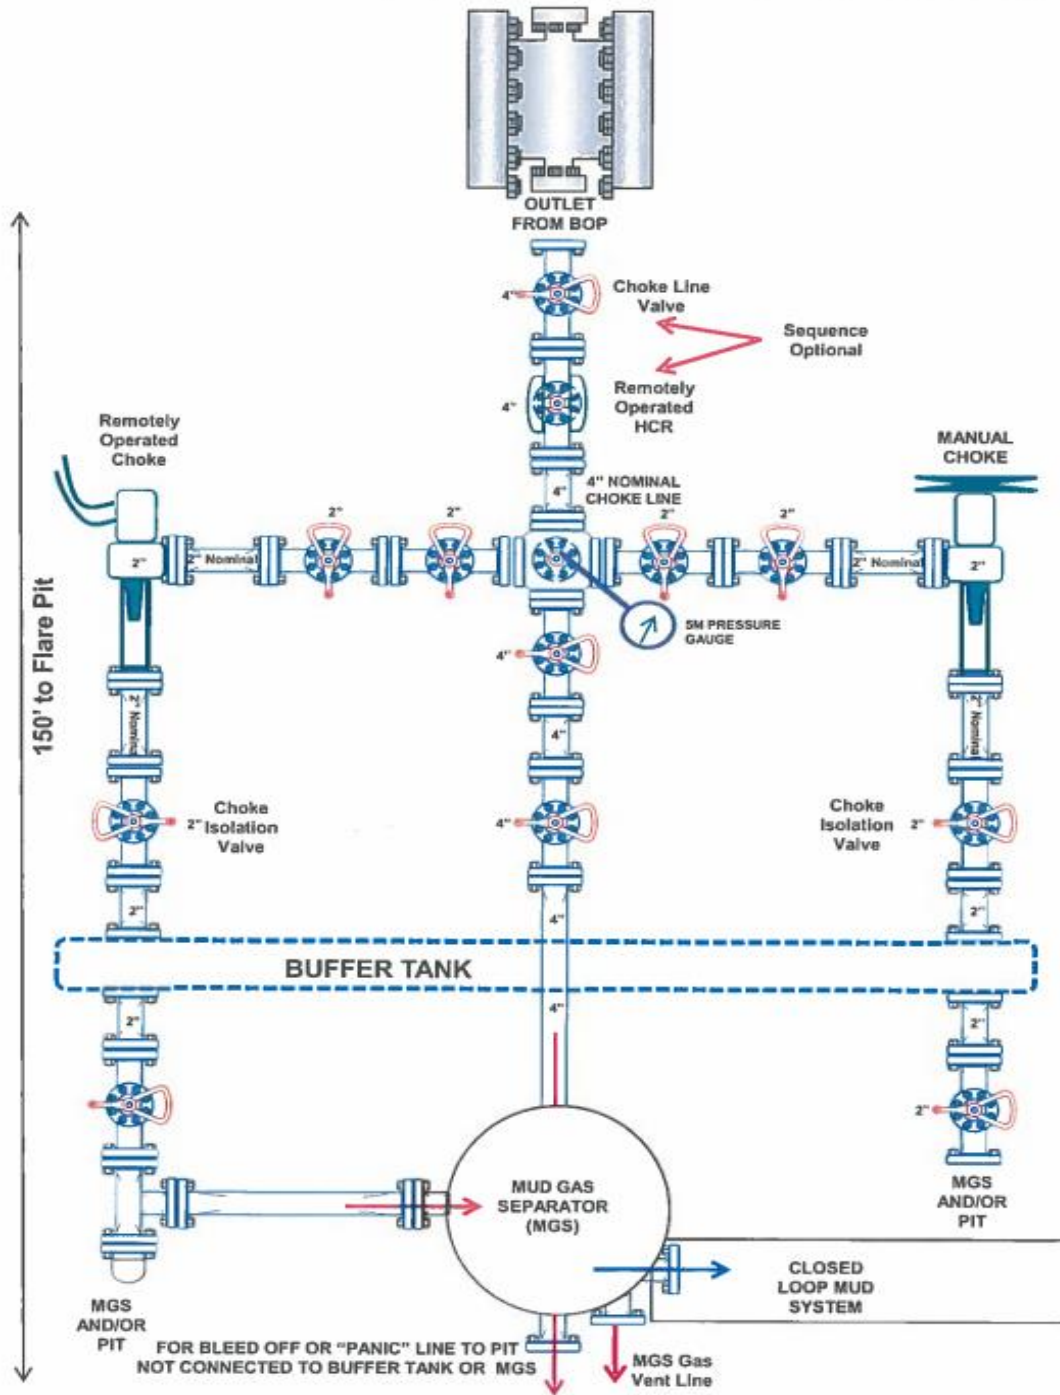 OUTLET
FROM BOP
4"
Choke Line
Valve
Sequence
Optional
4"
Remotely
Operated
HCR
Remotely
Operated
Choke
MANUAL
CHOKE
4"
4" NOMINAL
CHOKE LINE
2"
2"
2"
2"
2"
2" Nominal
2" Nominal
2"
5M PRESSURE
GAUGE
4"
150' to Flare Pit
2" Nominal
4"
2" Nominal
2"
Choke
Isolation
Valve
4"
Choke
Isolation
Valve
2"
2"
4"
2"
BUFFER TANK
2"
4"
2"
2"
MUD GAS
SEPARATOR
(MGS)
MGS
AND/OR
PIT
CLOSED
LOOP MUD
SYSTEM
MGS
AND/OR
PIT
FOR BLEED OFF OR "PANIC" LINE TO PIT
NOT CONNECTED TO BUFFER TANK OR MGS
MGS Gas
Vent Line